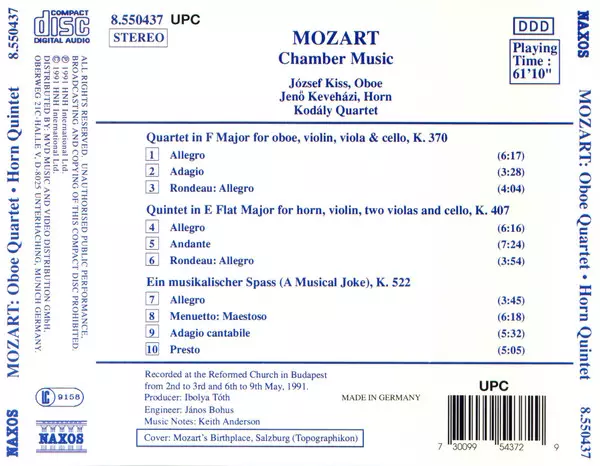 8.550437
UPC
COMPACT
disc
DIGITAL AUDIO
STEREO
MOZART
Chamber Music
József Kiss, Oboe
Jenő Keveházi, Horn
Kodály Quartet
DDD
Playing
Time :
61'10"
Quartet in F Major for oboe, violin, viola & cello, K. 370
1 Allegro (6:17)
2 Adagio (3:28)
3 Rondeau: Allegro (4:04)
Quintet in E Flat Major for horn, violin, two violas and cello, K. 407
4 Allegro (6:16)
5 Andante (7:24)
6 Rondeau: Allegro (3:54)
Ein musikalischer Spass (A Musical Joke), K. 522
7 Allegro (3:45)
8 Menuetto: Maestoso (6:18)
9 Adagio cantabile (5:32)
10 Presto (5:05)
Recorded at the Reformed Church in Budapest
from 2nd to 3rd and 6th to 9th May, 1991.
Producer: Ibolya Tóth
Engineer: János Bohus
Music Notes: Keith Anderson
MADE IN GERMANY
Cover: Mozart's Birthplace, Salzburg (Topographikon)
UPC
7 30099 54372 9
LC 9158
NAXOS
ALL RIGHTS RESERVED. UNAUTHORISED PUBLIC PERFORMANCE,
BROADCASTING AND COPYING OF THIS COMPACT DISC PROHIBITED.
℗ 1991 HNH International Ltd.
© 1991 HNH International Ltd.
DISTRIBUTED BY: MVD MUSIC AND VIDEO DISTRIBUTION GmbH,
OBERWEG 21C-HALLE V, D-8025 UNTERHACHING, MUNICH GERMANY.
NAXOS MOZART: Oboe Quartet • Horn Quintet 8.550437
NAXOS MOZART: Oboe Quartet • Horn Quintet 8.550437